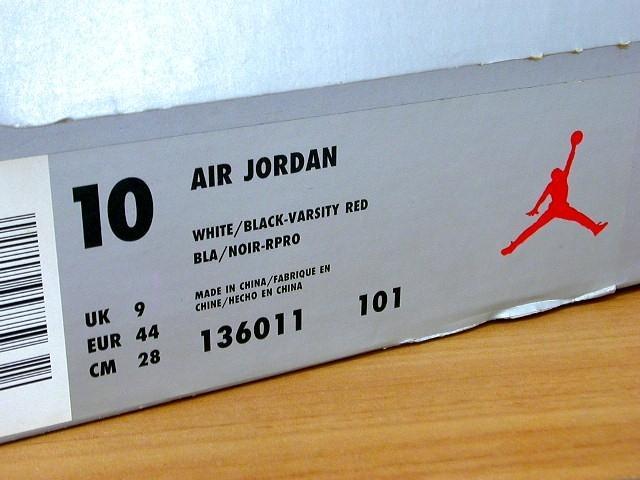 10
AIR JORDAN
WHITE/BLACK-VARSITY RED
BLA/NOIR-RPRO
MADE IN CHINA/FABRIQUE EN
CHINE/HECHO EN CHINA
UK 9
EUR 44
CM 28
136011 101